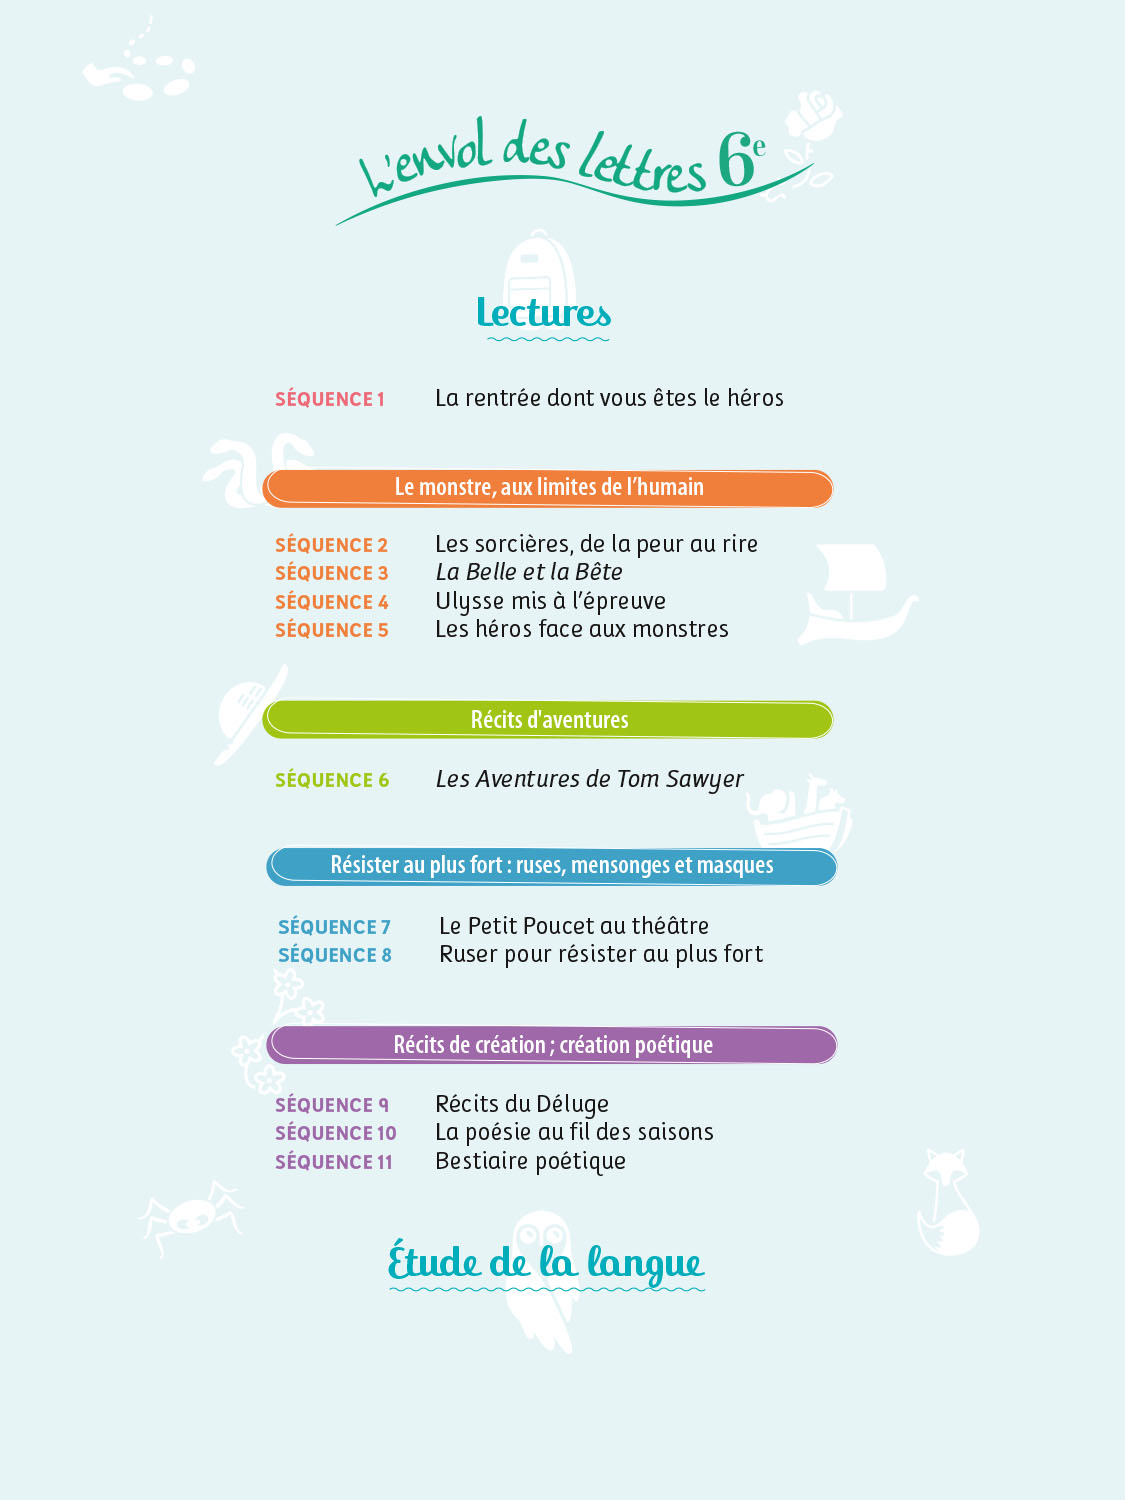 L'envol des lettres 6e
Lectures
SÉQUENCE 1 La rentrée dont vous êtes le héros
Le monstre, aux limites de l’humain
SÉQUENCE 2 Les sorcières, de la peur au rire
SÉQUENCE 3 La Belle et la Bête
SÉQUENCE 4 Ulysse mis à l’épreuve
SÉQUENCE 5 Les héros face aux monstres
Récits d'aventures
SÉQUENCE 6 Les Aventures de Tom Sawyer
Résister au plus fort : ruses, mensonges et masques
SÉQUENCE 7 Le Petit Poucet au théâtre
SÉQUENCE 8 Ruser pour résister au plus fort
Récits de création ; création poétique
SÉQUENCE 9 Récits du Déluge
SÉQUENCE 10 La poésie au fil des saisons
SÉQUENCE 11 Bestiaire poétique
Étude de la langue